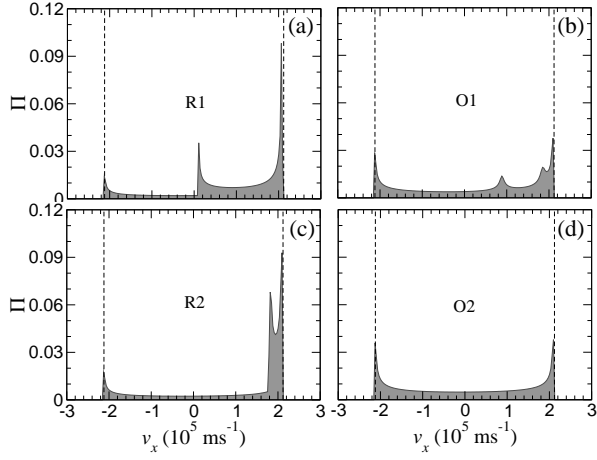 0.12 (a) (b)
0.09
Π
0.06 R1 O1
0.03
0
0.12 (c) (d)
0.09
Π
0.06 R2 O2
0.03
0
-3 -2 -1 0 1 2 3 -3 -2 -1 0 1 2 3
v_x (10^5 ms^-1) v_x (10^5 ms^-1)